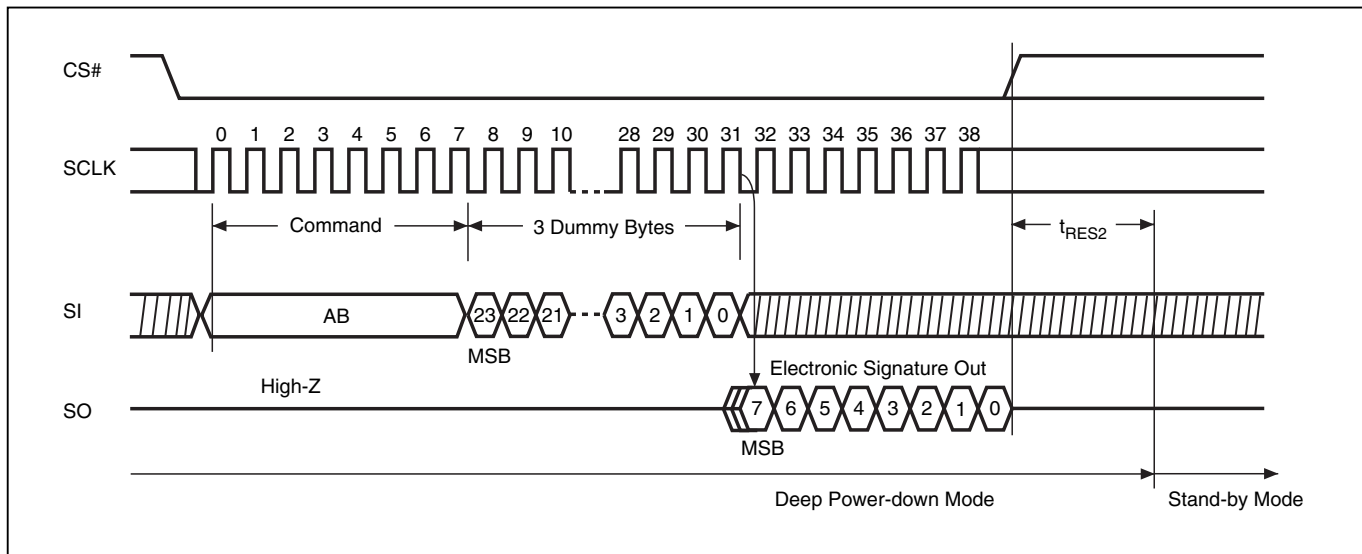 CS#
0 1 2 3 4 5 6 7 8 9 10 28 29 30 31 32 33 34 35 36 37 38
SCLK
Command 3 Dummy Bytes tRES2
SI AB 23 22 21 3 2 1 0
MSB
Electronic Signature Out
High-Z
SO 7 6 5 4 3 2 1 0
MSB
Deep Power-down Mode Stand-by Mode